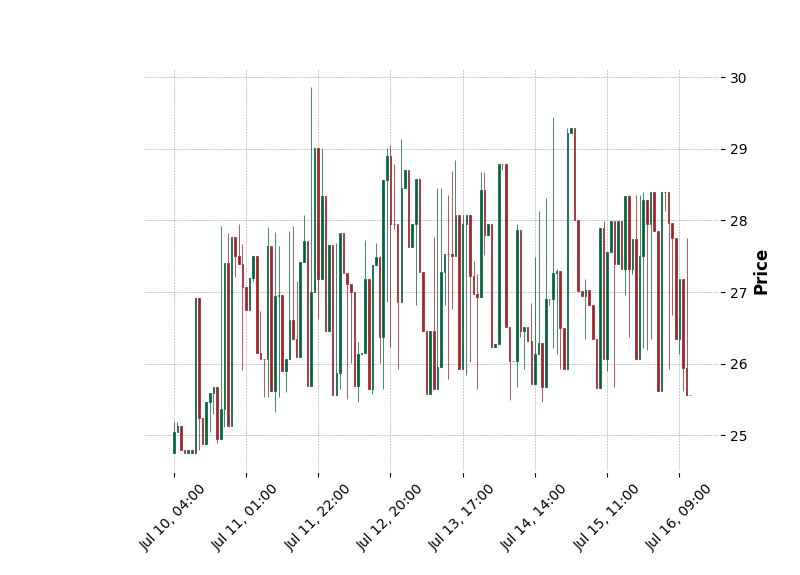 30
29
28
27
26
25
Price
Jul 10, 04:00
Jul 11, 01:00
Jul 11, 22:00
Jul 12, 20:00
Jul 13, 17:00
Jul 14, 14:00
Jul 15, 11:00
Jul 16, 09:00